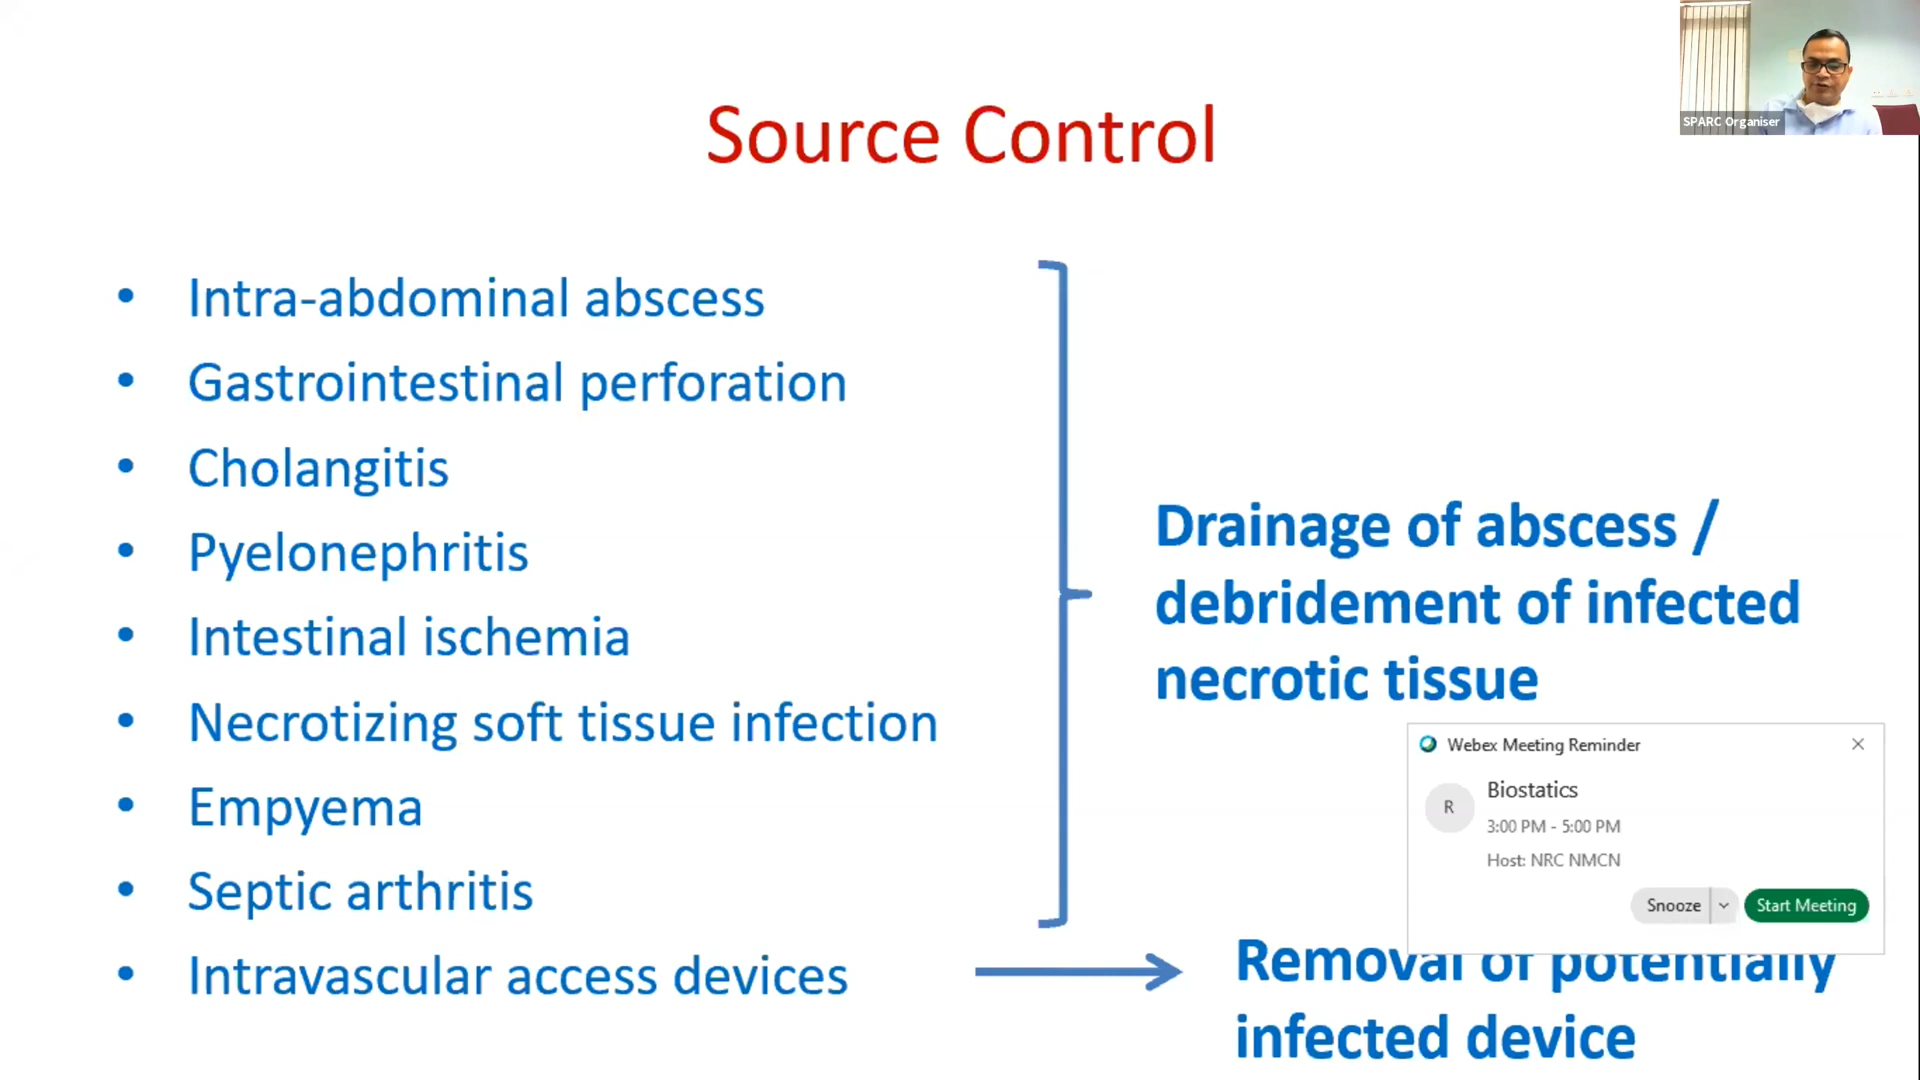 SPARC Organiser
Source Control
• Intra-abdominal abscess
• Gastrointestinal perforation
• Cholangitis
• Pyelonephritis
• Intestinal ischemia
• Necrotizing soft tissue infection
• Empyema
• Septic arthritis
• Intravascular access devices
Drainage of abscess /
debridement of infected
necrotic tissue
Webex Meeting Reminder
R
Biostatics
3:00 PM - 5:00 PM
Host: NRC NMCN
Snooze
Start Meeting
Removal of potentially
infected device